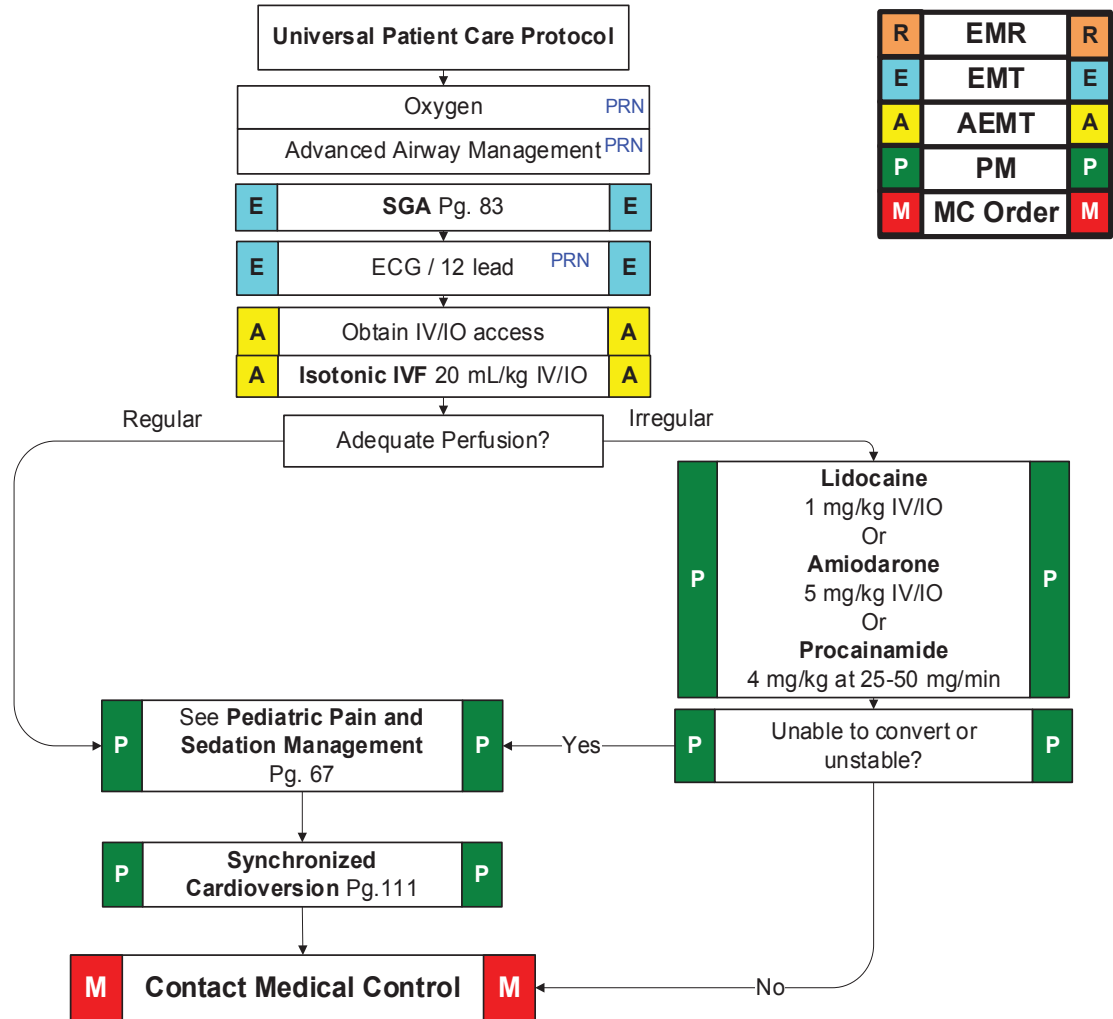 Universal Patient Care Protocol
Oxygen PRN
Advanced Airway Management PRN
E SGA Pg. 83 E
E ECG / 12 lead PRN E
A Obtain IV/IO access A
A Isotonic IVF 20 mL/kg IV/IO A
R EMR R
E EMT E
A AEMT A
P PM P
M MC Order M
Regular
Adequate Perfusion?
Irregular
Lidocaine
1 mg/kg IV/IO
Or
Amiodarone
P 5 mg/kg IV/IO P
Or
Procainamide
4 mg/kg at 25-50 mg/min
See Pediatric Pain and
P Sedation Management P
Pg. 67
Yes
Unable to convert or
P unstable? P
Synchronized
P Cardioversion Pg.111 P
M Contact Medical Control M
No